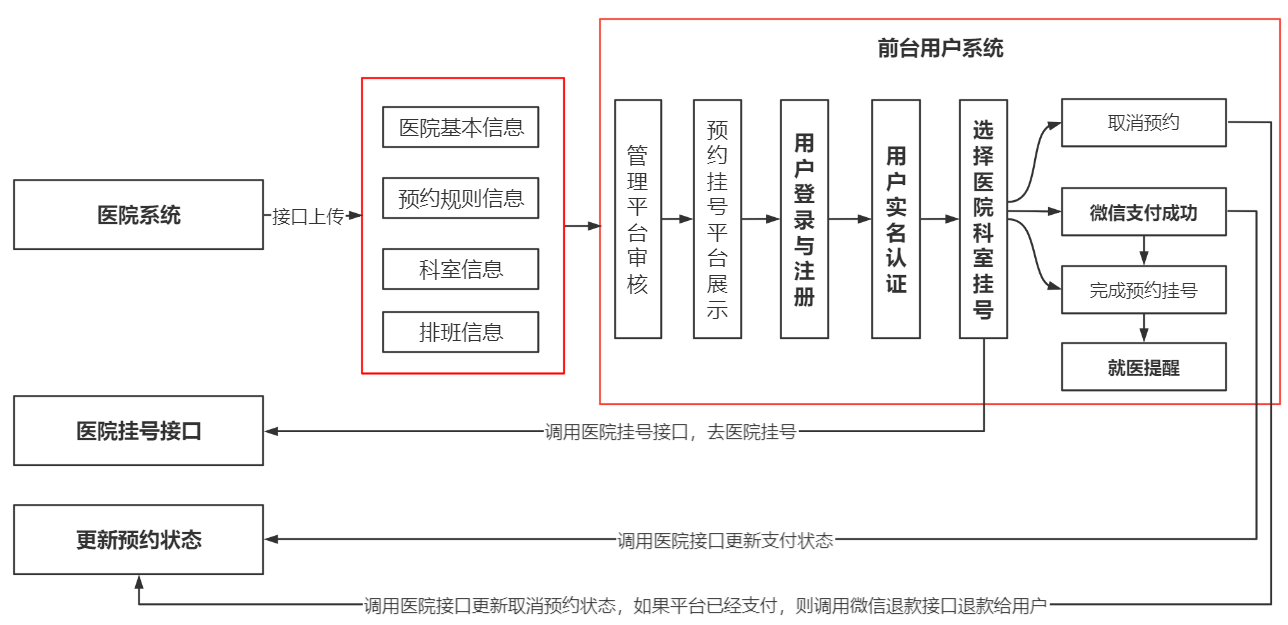 前台用户系统
医院系统
接口上传
医院基本信息
预约规则信息
科室信息
排班信息
管理平台审核
预约挂号平台展示
用户登录与注册
用户实名认证
选择医院科室挂号
取消预约
微信支付成功
完成预约挂号
就医提醒
医院挂号接口
调用医院挂号接口，去医院挂号
更新预约状态
调用医院接口更新支付状态
调用医院接口更新取消预约状态，如果平台已经支付，则调用微信退款接口退款给用户